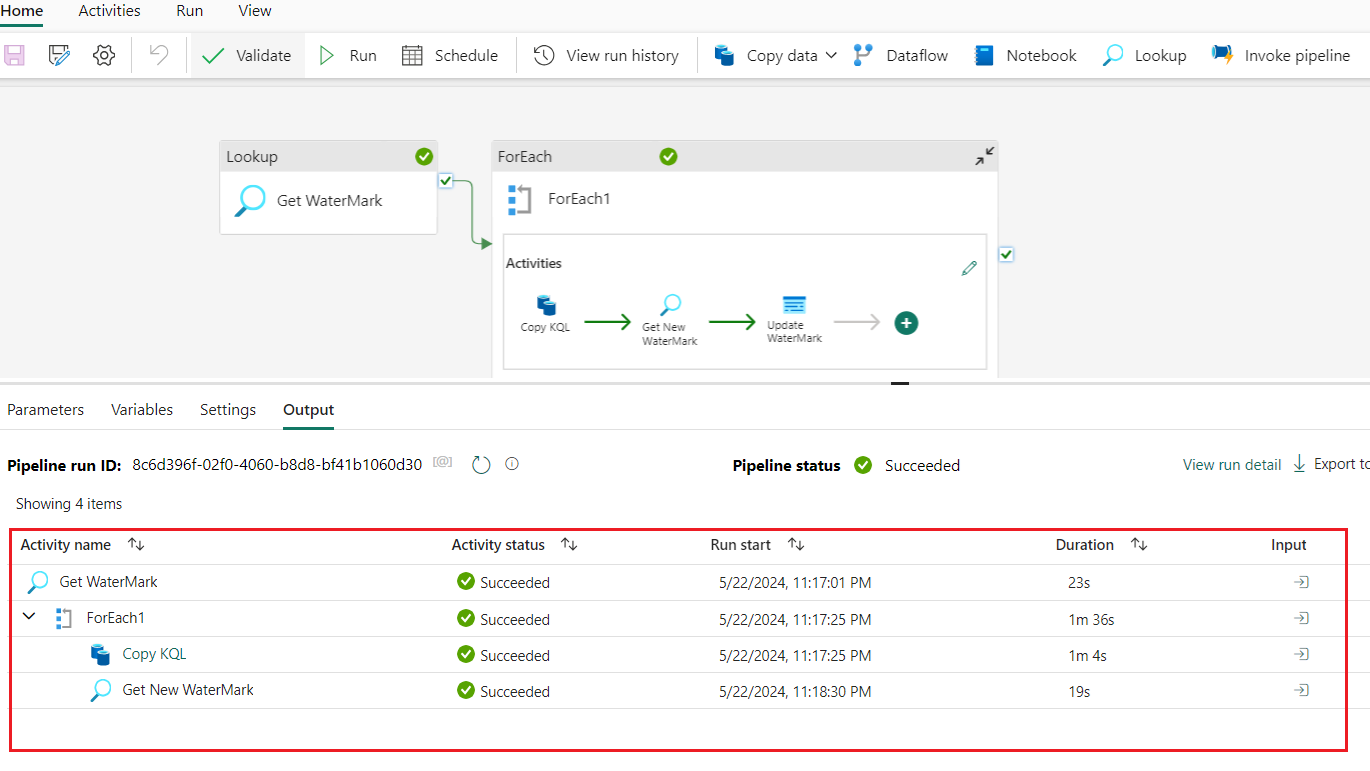 Home Activities Run View
Validate Run Schedule View run history Copy data Dataflow Notebook Lookup Invoke pipeline
Lookup
Get WaterMark
ForEach
ForEach1
Activities
Copy KQL
Get New
WaterMark
Update
WaterMark
Parameters Variables Settings Output
Pipeline run ID: 8c6d396f-02f0-4060-b8d8-bf41b1060d30 [@] Pipeline status Succeeded View run detail Export to
Showing 4 items
Activity name Activity status Run start Duration Input
Get WaterMark Succeeded 5/22/2024, 11:17:01 PM 23s
ForEach1 Succeeded 5/22/2024, 11:17:25 PM 1m 36s
Copy KQL Succeeded 5/22/2024, 11:17:25 PM 1m 4s
Get New WaterMark Succeeded 5/22/2024, 11:18:30 PM 19s